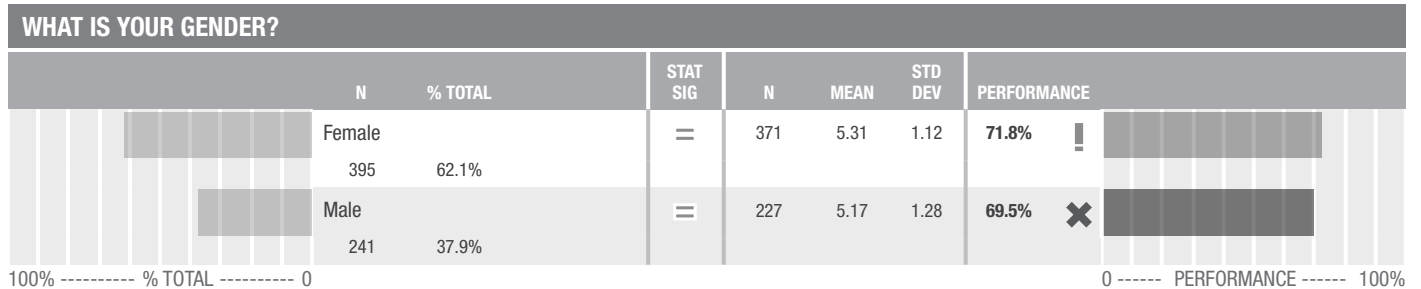 WHAT IS YOUR GENDER?
N % TOTAL STAT SIG N MEAN STD DEV PERFORMANCE
Female = 371 5.31 1.12 71.8% !
395 62.1%
Male = 227 5.17 1.28 69.5% ✖
241 37.9%
100% ---------- % TOTAL ---------- 0 0 ------ PERFORMANCE ------ 100%